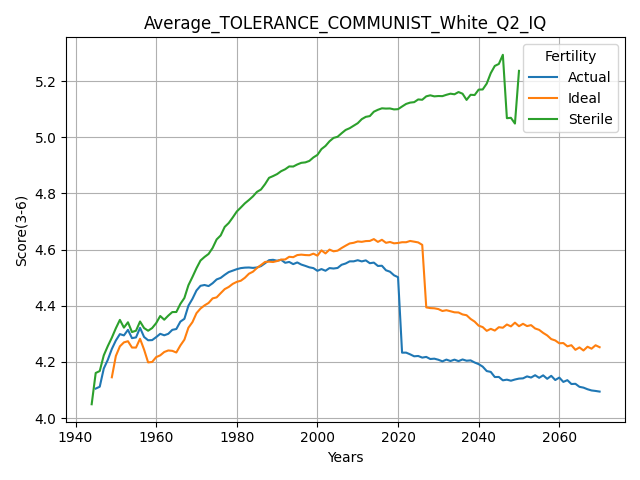 Average_TOLERANCE_COMMUNIST_White_Q2_IQ
Fertility
Actual
Ideal
Sterile
5.2
5.0
4.8
4.6
4.4
4.2
4.0
Score(3-6)
1940 1960 1980 2000 2020 2040 2060
Years